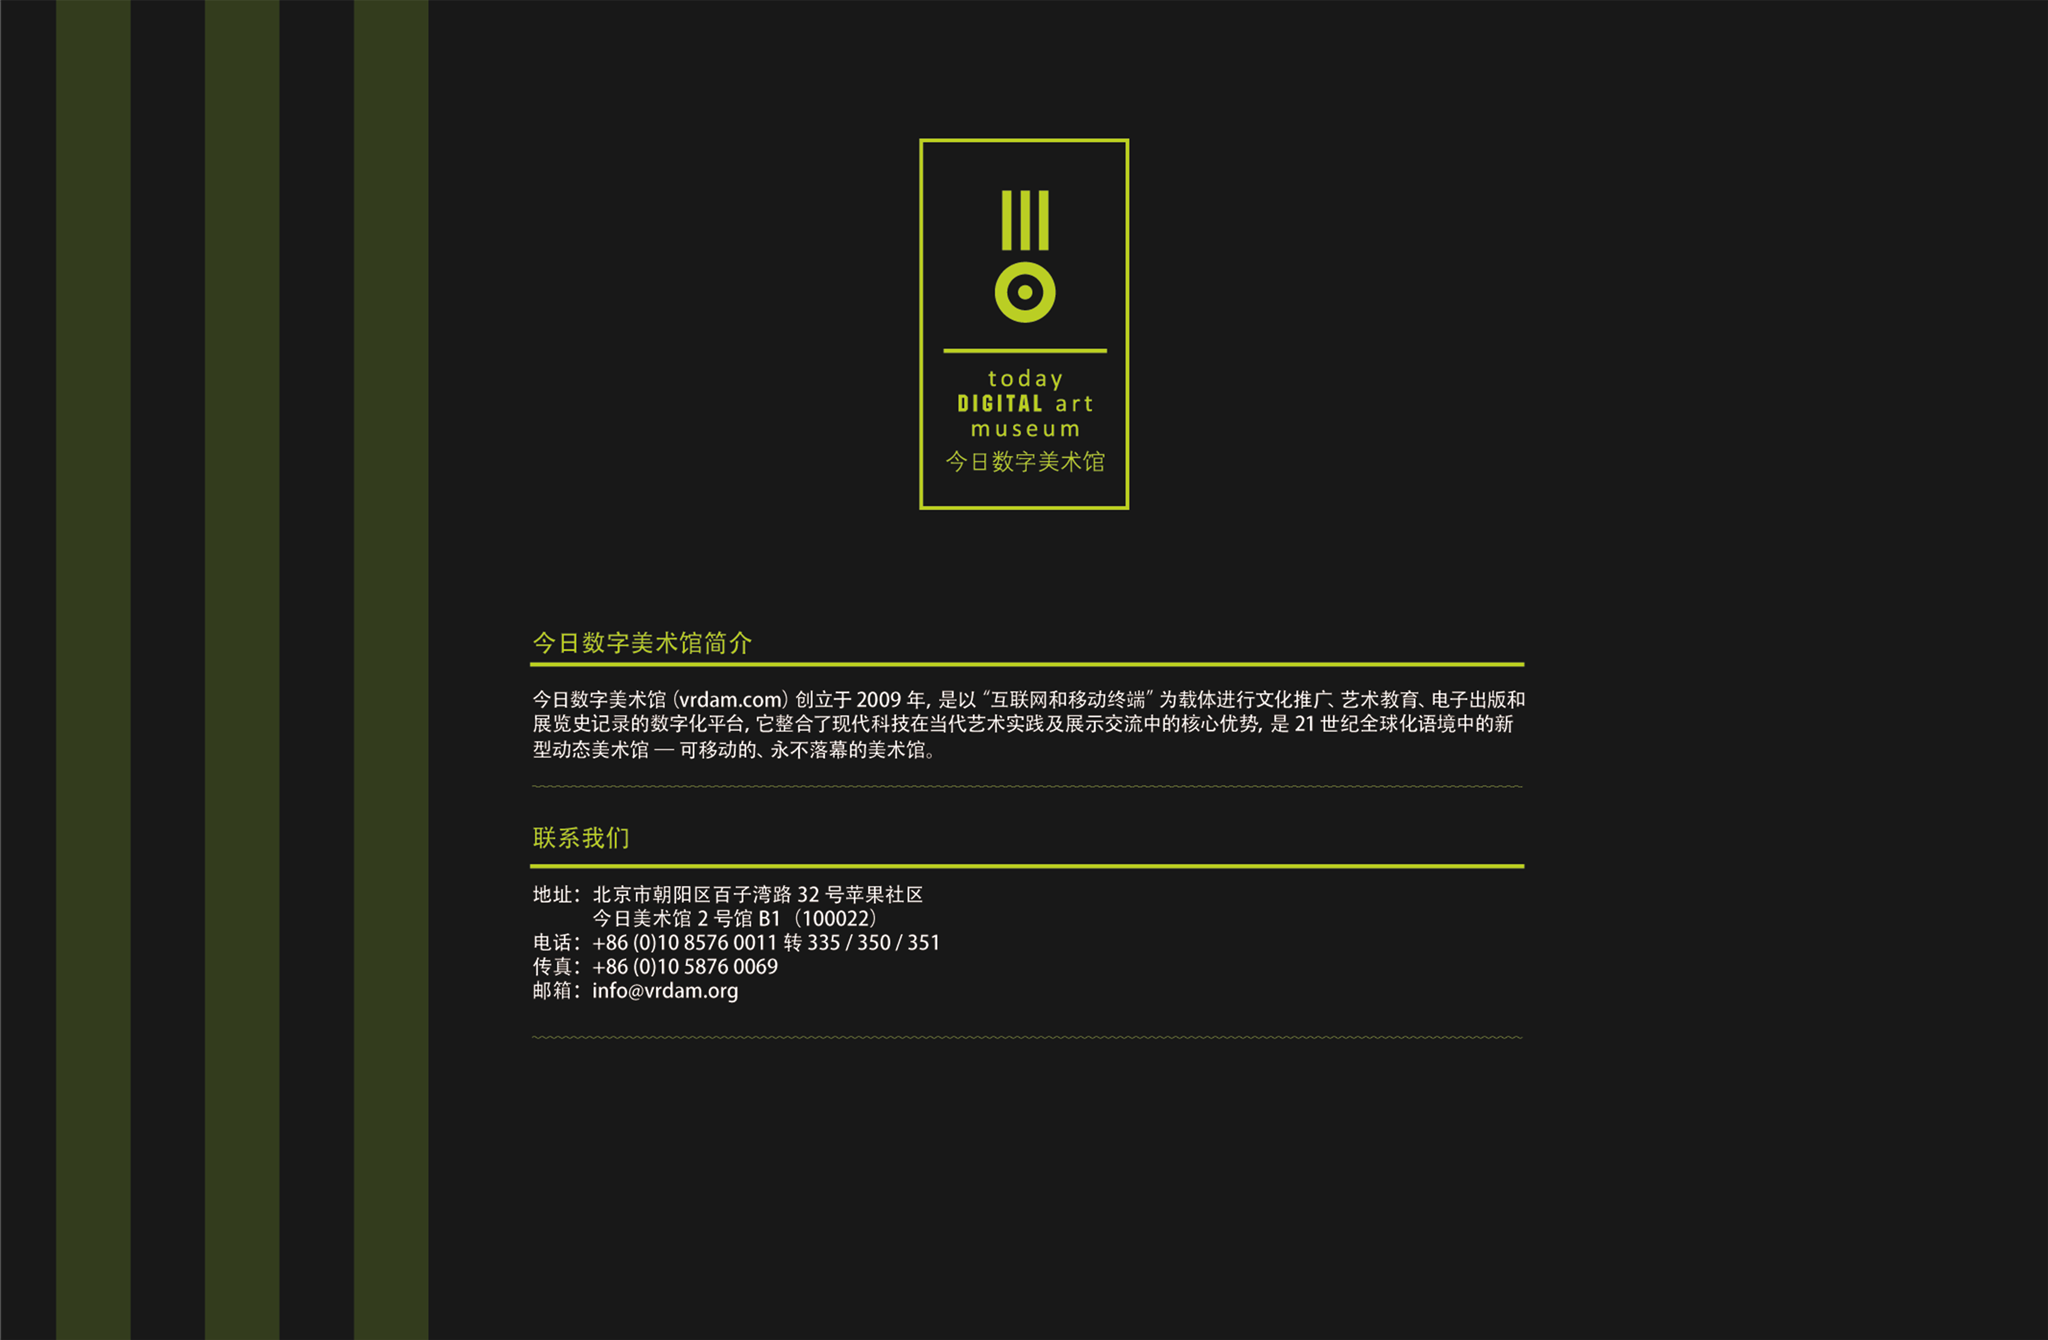 today
DIGITAL art
museum
今日数字美术馆
今日数字美术馆简介
今日数字美术馆（vrdam.com）创立于 2009 年，是以 “互联网和移动终端” 为载体进行文化推广、艺术教育、电子出版和
展览史记录的数字化平台，它整合了现代科技在当代艺术实践及展示交流中的核心优势，是 21 世纪全球化语境中的新
型动态美术馆 — 可移动的、永不落幕的美术馆。
联系我们
地址：北京市朝阳区百子湾路 32 号苹果社区
今日美术馆 2 号馆 B1（100022）
电话：+86 (0)10 8576 0011 转 335 / 350 / 351
传真：+86 (0)10 5876 0069
邮箱：info@vrdam.org